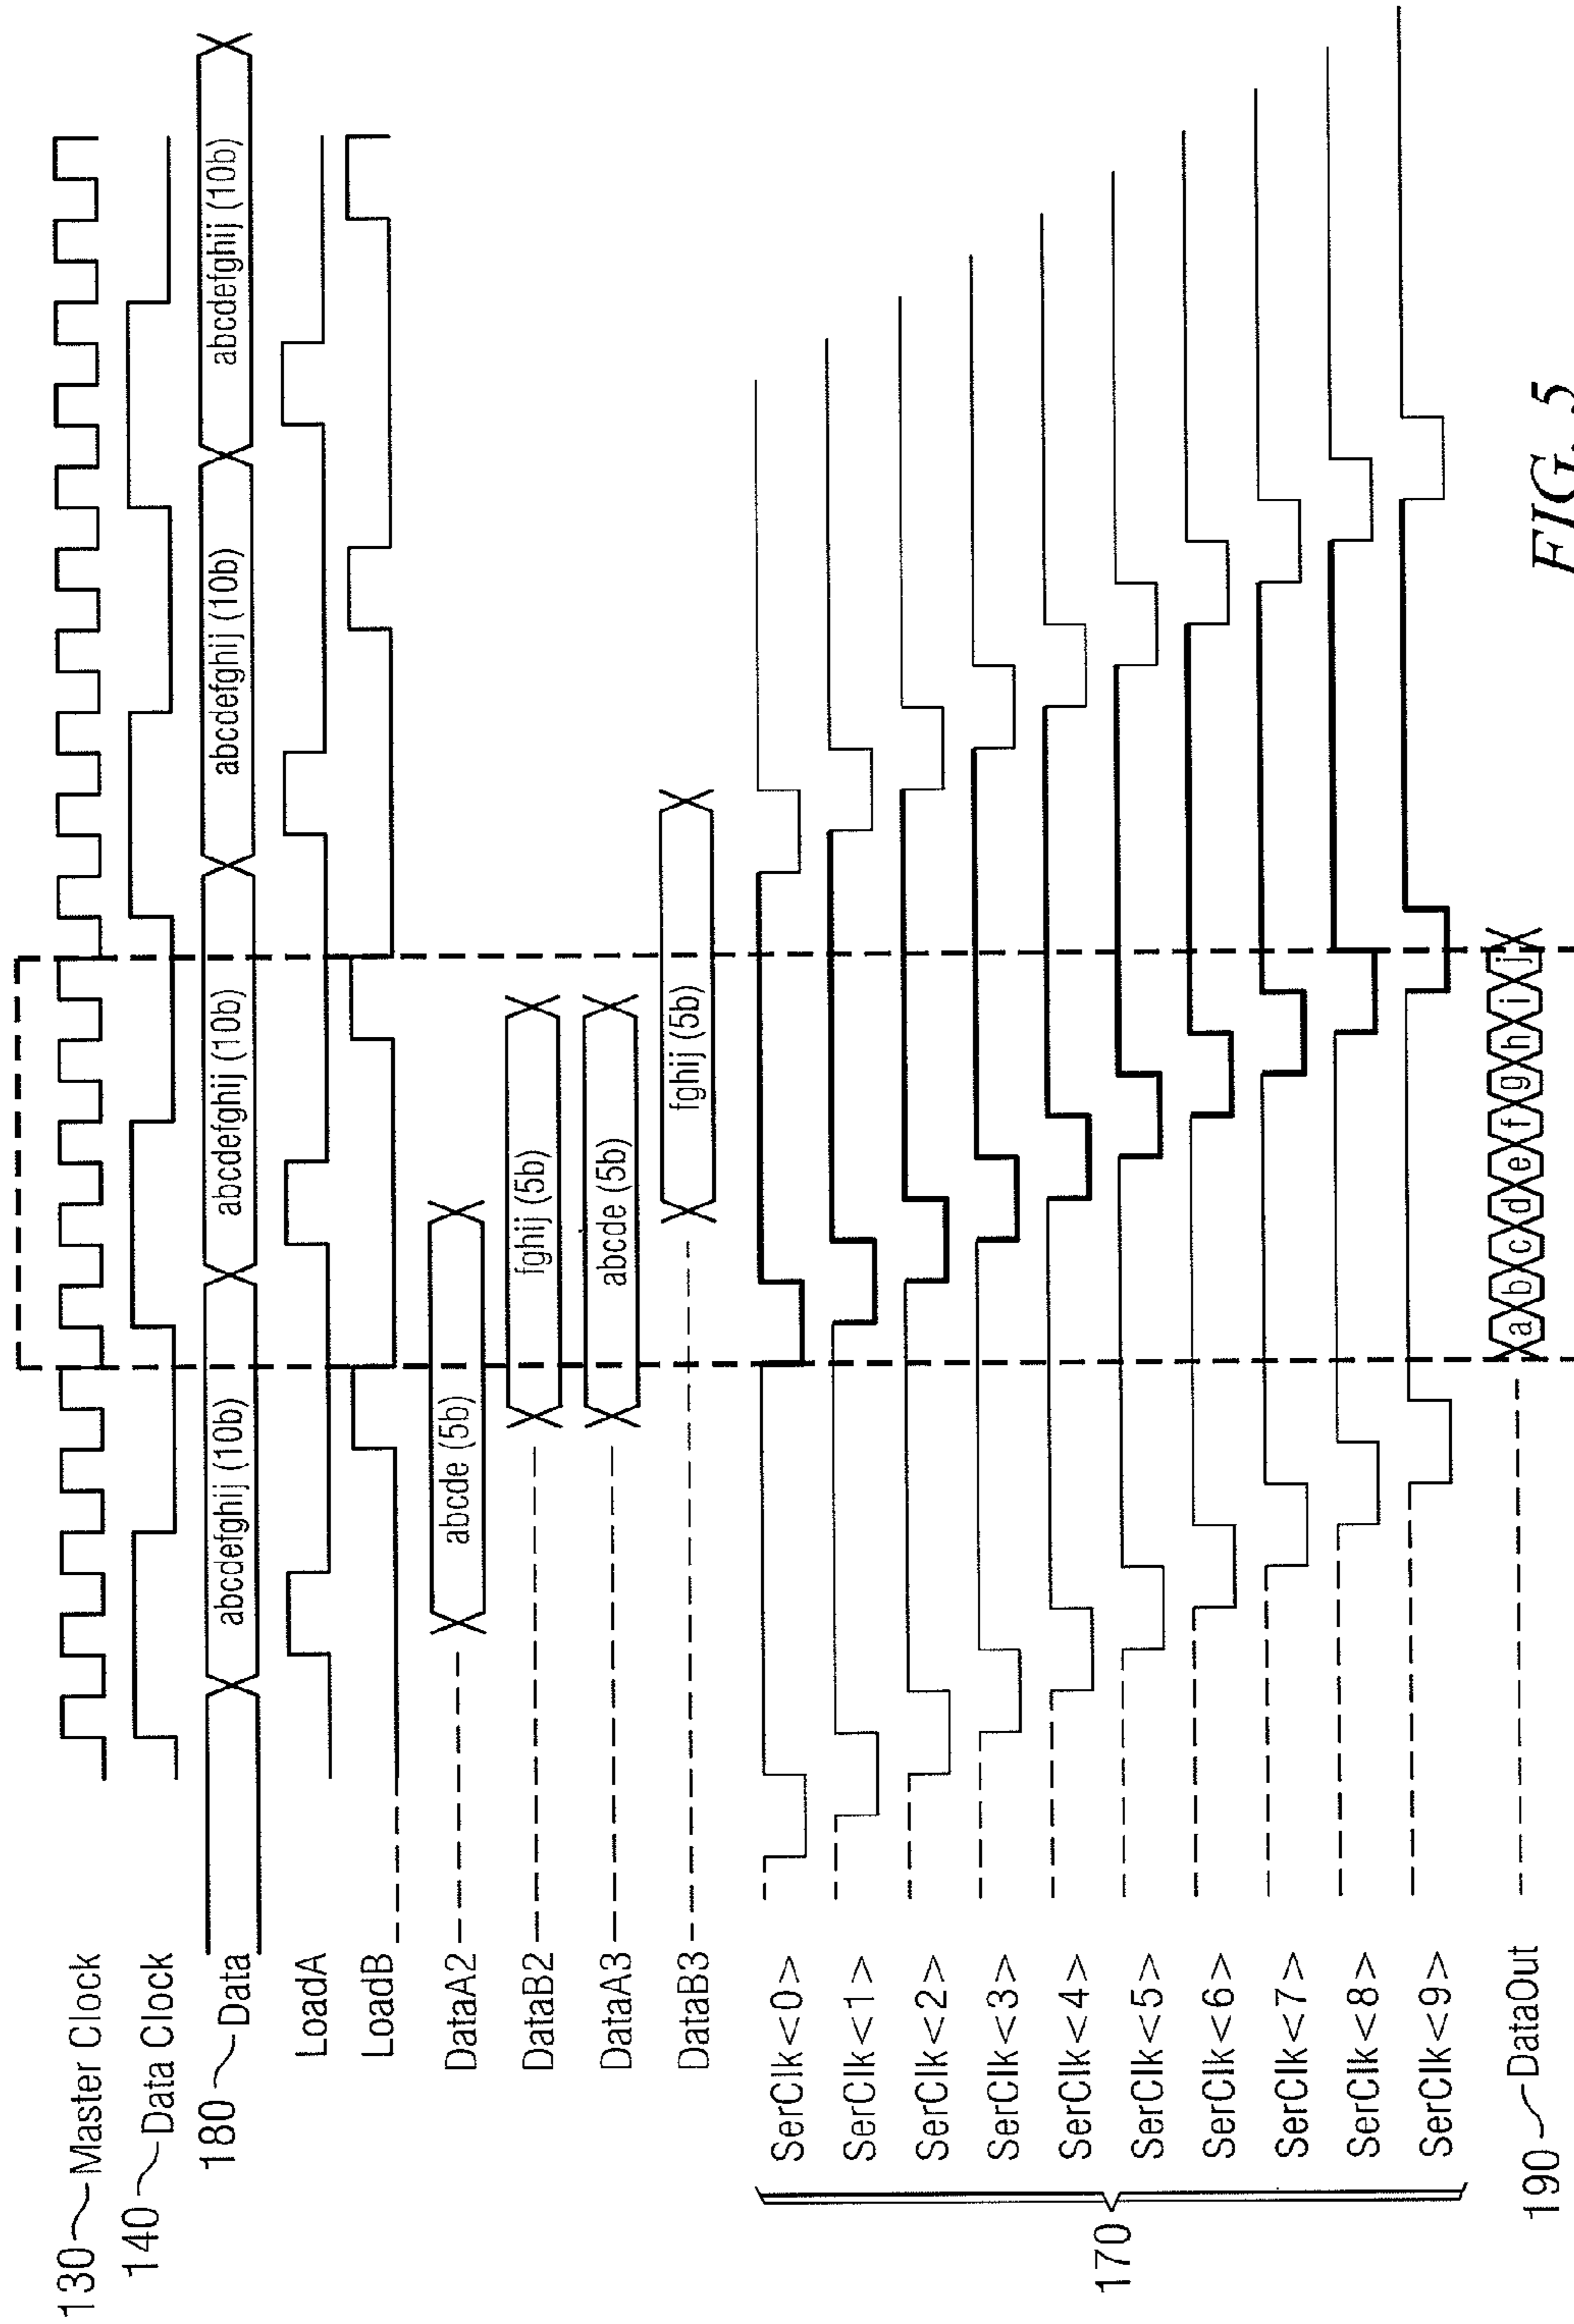 130 Master Clock
140 Data Clock
180 Data
abcdefghij (10b) abcdefghij (10b) abcdefghij (10b) abcdefghij (10b)
LoadA
LoadB
DataA2
abcde (5b)
DataB2
fghij (5b)
DataA3
abcde (5b)
DataB3
fghij (5b)
170
SerClk<0>
SerClk<1>
SerClk<2>
SerClk<3>
SerClk<4>
SerClk<5>
SerClk<6>
SerClk<7>
SerClk<8>
SerClk<9>
190 DataOut
a b c d e f g h i j
FIG. 5